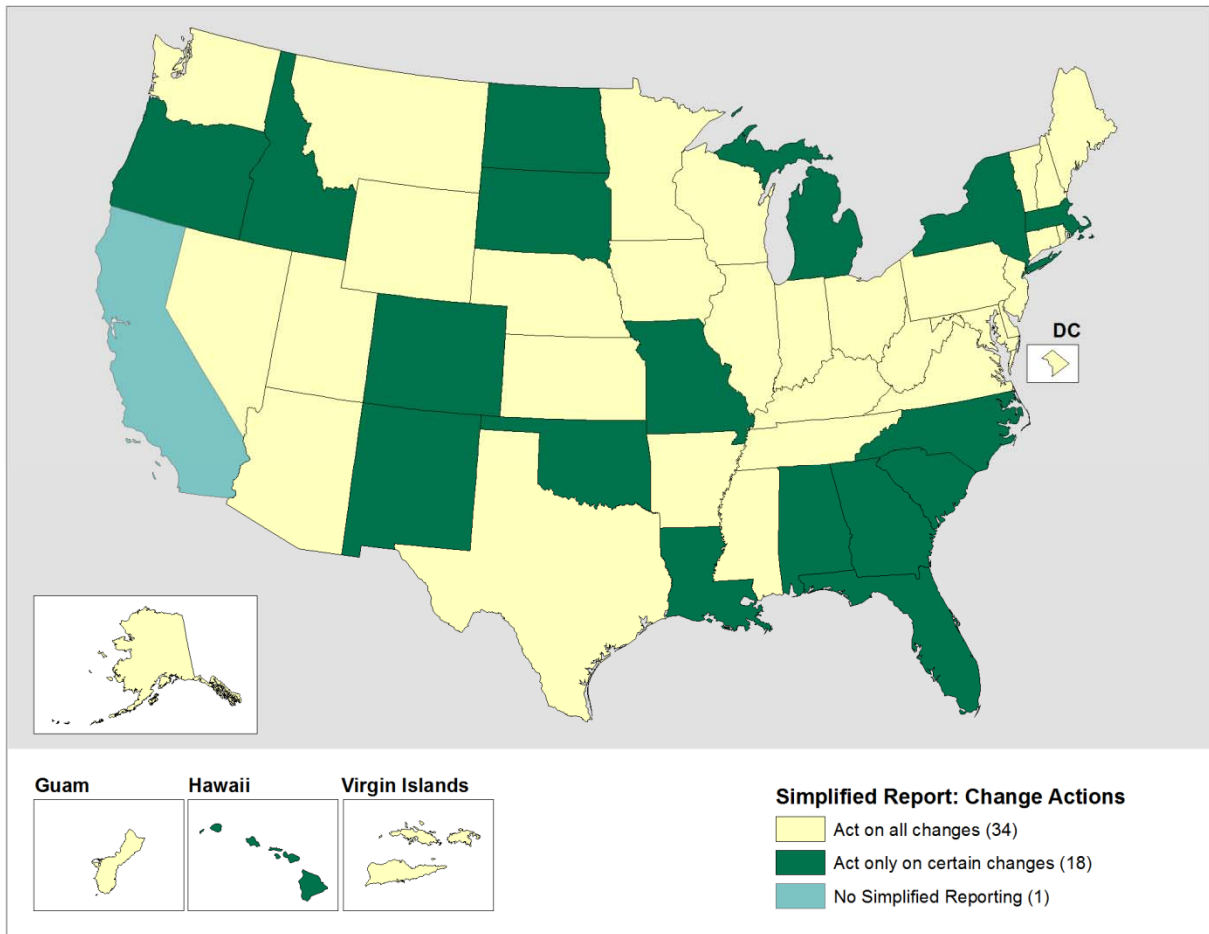 DC
Guam
Hawaii
Virgin Islands
Simplified Report: Change Actions
Act on all changes (34)
Act only on certain changes (18)
No Simplified Reporting (1)